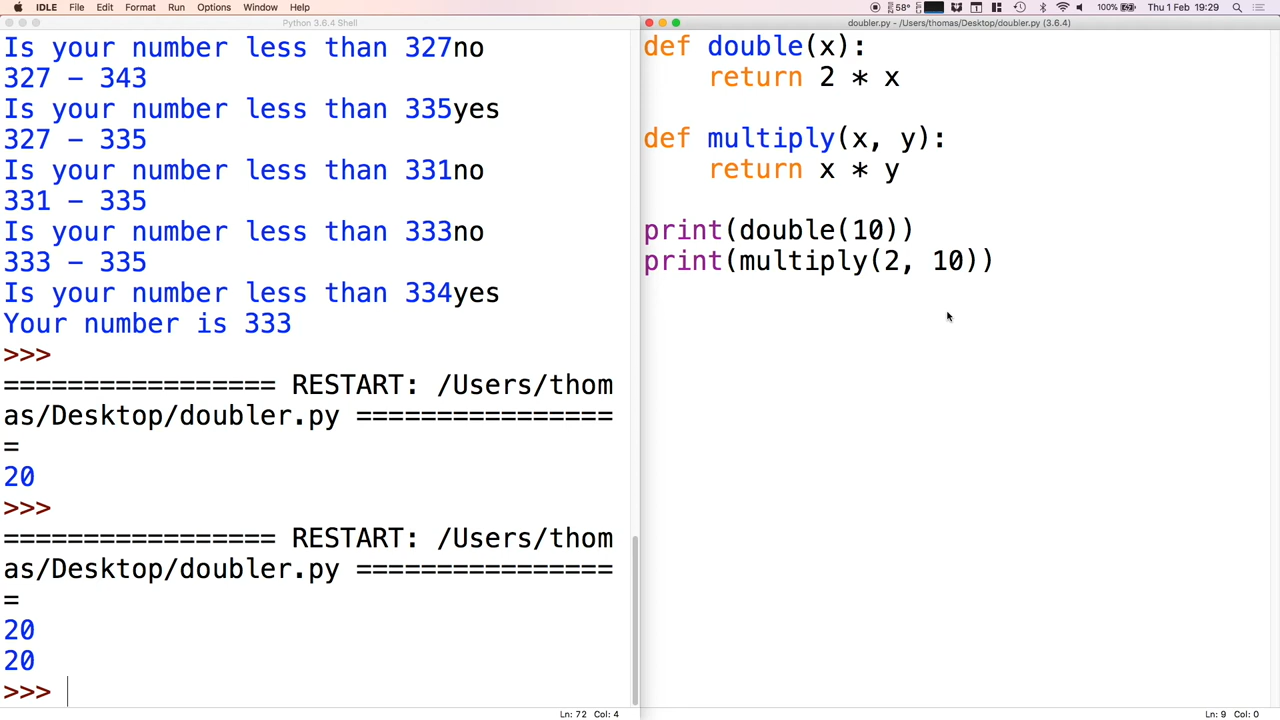 IDLE File Edit Format Run Options Window Help 58° 100% Thu 1 Feb 19:29
Python 3.6.4 Shell
Is your number less than 327no
327 - 343
Is your number less than 335yes
327 - 335
Is your number less than 331no
331 - 335
Is your number less than 333no
333 - 335
Is your number less than 334yes
Your number is 333
>>>
================= RESTART: /Users/thom
as/Desktop/doubler.py ================
=
20
>>>
================= RESTART: /Users/thom
as/Desktop/doubler.py ================
=
20
20
>>>
Ln: 72 Col: 4
doubler.py - /Users/thomas/Desktop/doubler.py (3.6.4)
def double(x):
    return 2 * x
def multiply(x, y):
    return x * y
print(double(10))
print(multiply(2, 10))
Ln: 9 Col: 0